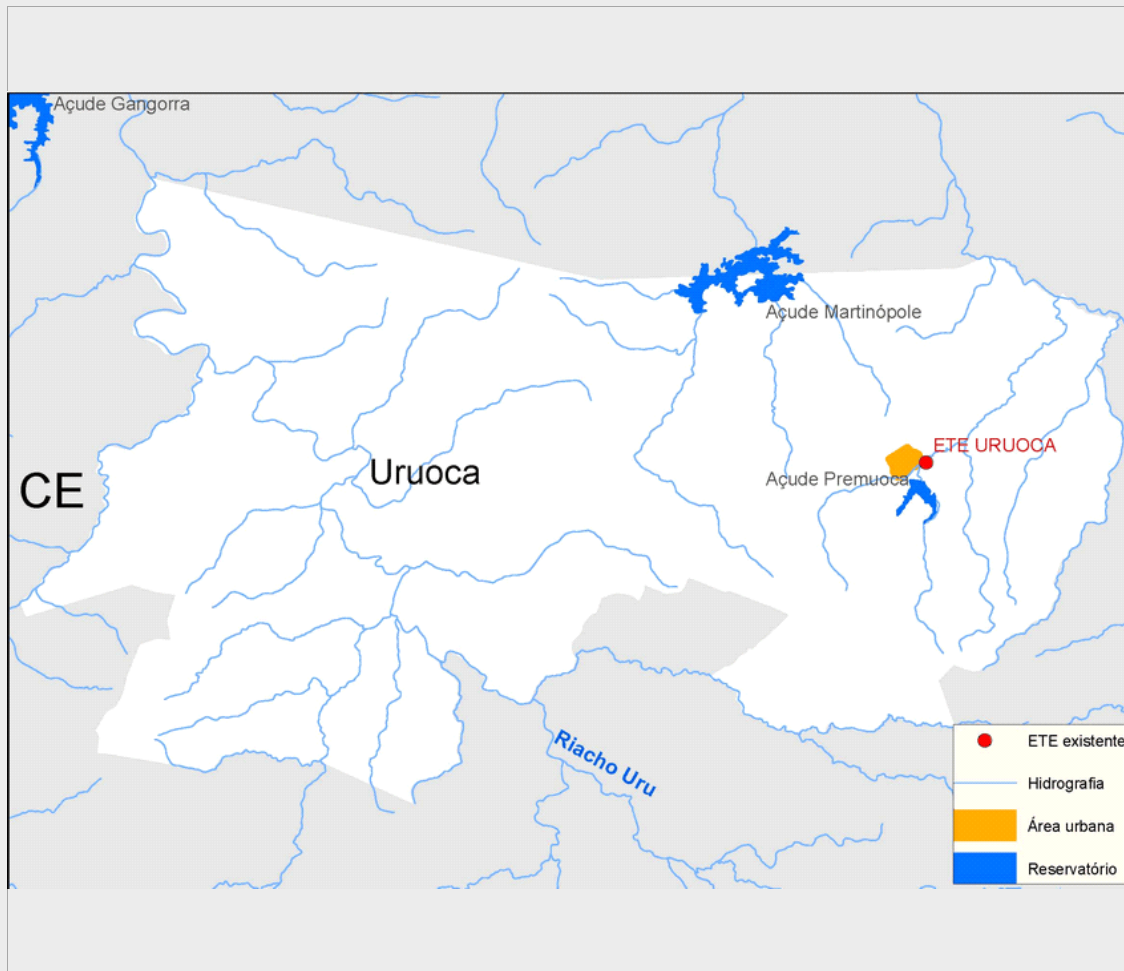 Açude Gangorra
Açude Martinópole
ETE URUOCA
Uruoca
Açude Premuoca
CE
Riacho Uru
ETE existente
Hidrografia
Área urbana
Reservatório